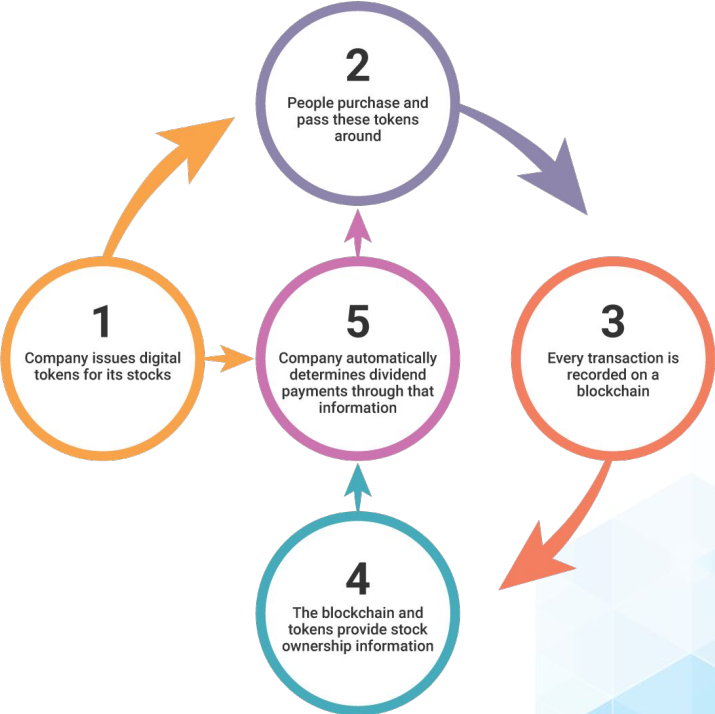 1
Company issues digital
tokens for its stocks
2
People purchase and
pass these tokens
around
3
Every transaction is
recorded on a
blockchain
4
The blockchain and
tokens provide stock
ownership information
5
Company automatically
determines dividend
payments through that
information